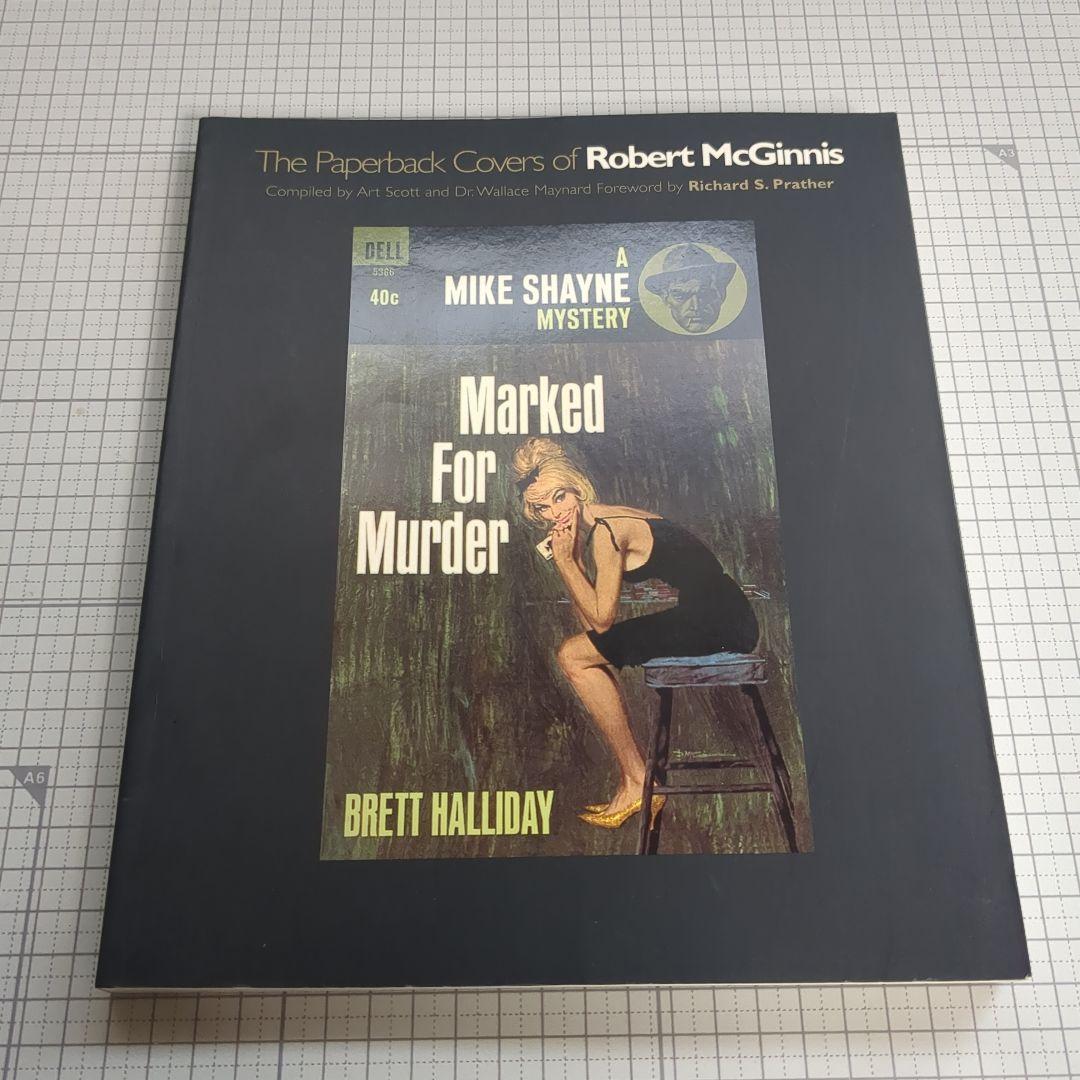 The Paperback Covers of Robert McGinnis
Compiled by Art Scott and Dr. Wallace Maynard Foreword by Richard S. Prather
DELL
5366
40c
A
MIKE SHAYNE
MYSTERY
Marked
For
Murder
BRETT HALLIDAY
A3
A6